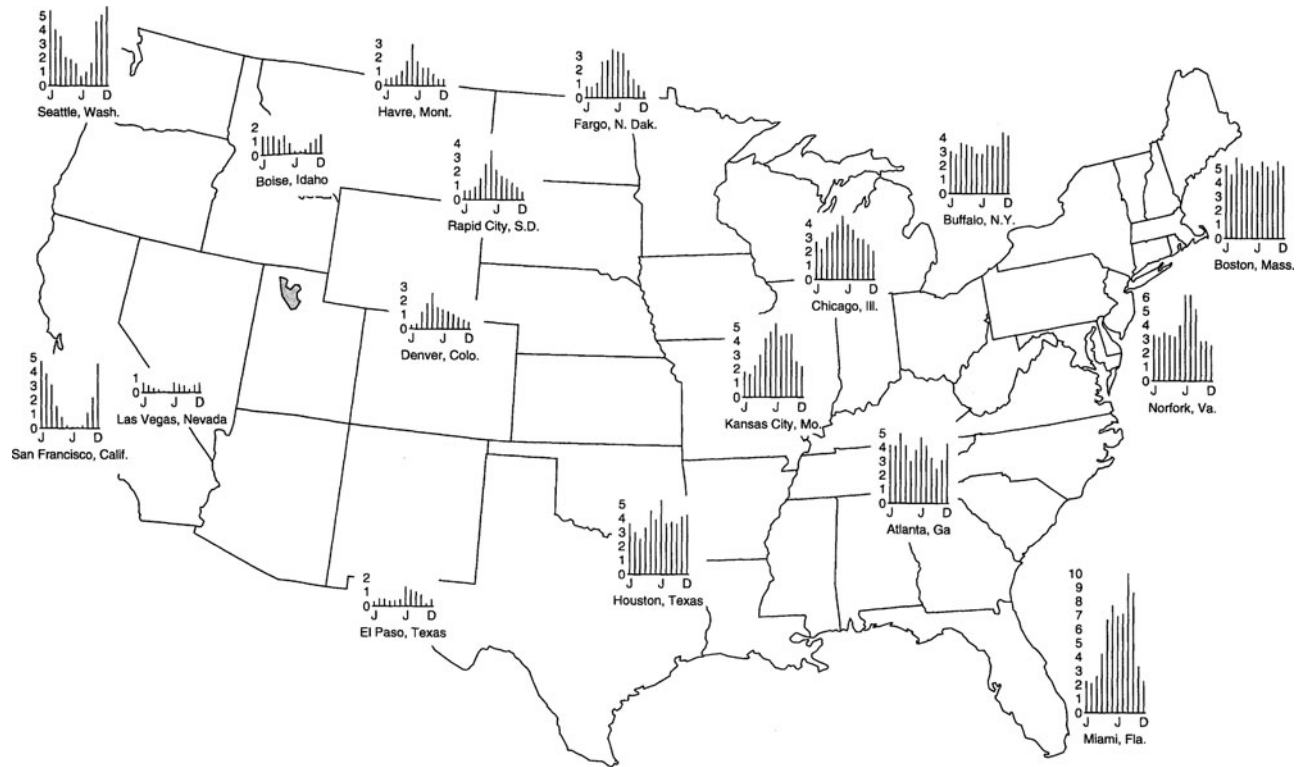 5
4
3
2
1
0
J J D
Seattle, Wash.
3
2
1
0
J J D
Havre, Mont.
3
2
1
0
J J D
Fargo, N. Dak.
2
1
0
J J D
Boise, Idaho
4
3
2
1
0
J J D
Rapid City, S.D.
4
3
2
1
0
J J D
Buffalo, N.Y.
5
4
3
2
1
0
J J D
Boston, Mass.
4
3
2
1
0
J J D
Chicago, Ill.
3
2
1
0
J J D
Denver, Colo.
6
5
4
3
2
1
0
J J D
Norfork, Va.
5
4
3
2
1
0
J J D
Kansas City, Mo.
5
4
3
2
1
0
J J D
San Francisco, Calif.
1
0
J J D
Las Vegas, Nevada
5
4
3
2
1
0
J J D
Atlanta, Ga
5
4
3
2
1
0
J J D
Houston, Texas
2
1
0
J J D
El Paso, Texas
10
9
8
7
6
5
4
3
2
1
0
J J D
Miami, Fla.